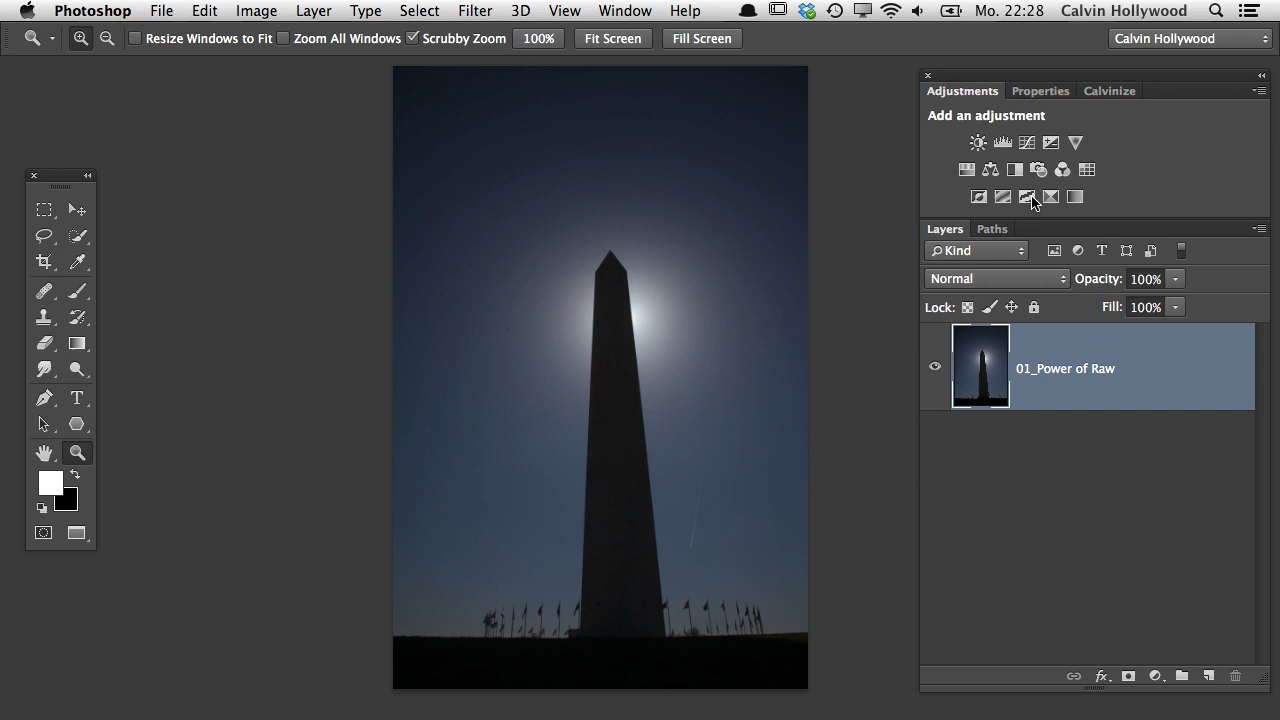 Photoshop File Edit Image Layer Type Select Filter 3D View Window Help Mo. 22:28 Calvin Hollywood
Resize Windows to Fit Zoom All Windows Scrubby Zoom 100% Fit Screen Fill Screen Calvin Hollywood
Adjustments Properties Calvinize
Add an adjustment
Layers Paths
Kind
Normal Opacity: 100%
Lock: Fill: 100%
01_Power of Raw